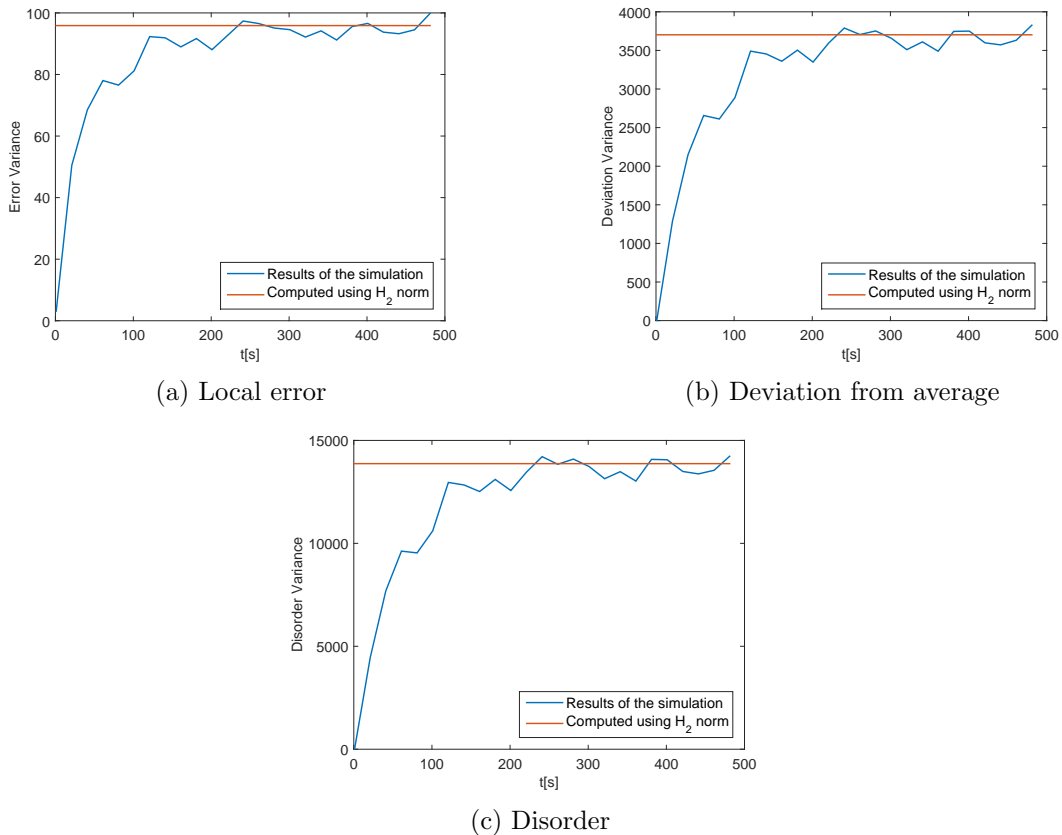 100
80
60
40
20
0
Error Variance
0 100 200 300 400 500
t[s]
Results of the simulation
Computed using H2 norm
(a) Local error
4000
3500
3000
2500
2000
1500
1000
500
0
Deviation Variance
0 100 200 300 400 500
t[s]
Results of the simulation
Computed using H2 norm
(b) Deviation from average
15000
10000
5000
0
Disorder Variance
0 100 200 300 400 500
t[s]
Results of the simulation
Computed using H2 norm
(c) Disorder